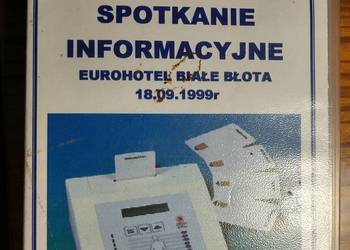 SPOTKANIE
INFORMACYJNE
EUROHOTEL BIAŁE BŁOTA
18.09.1999r